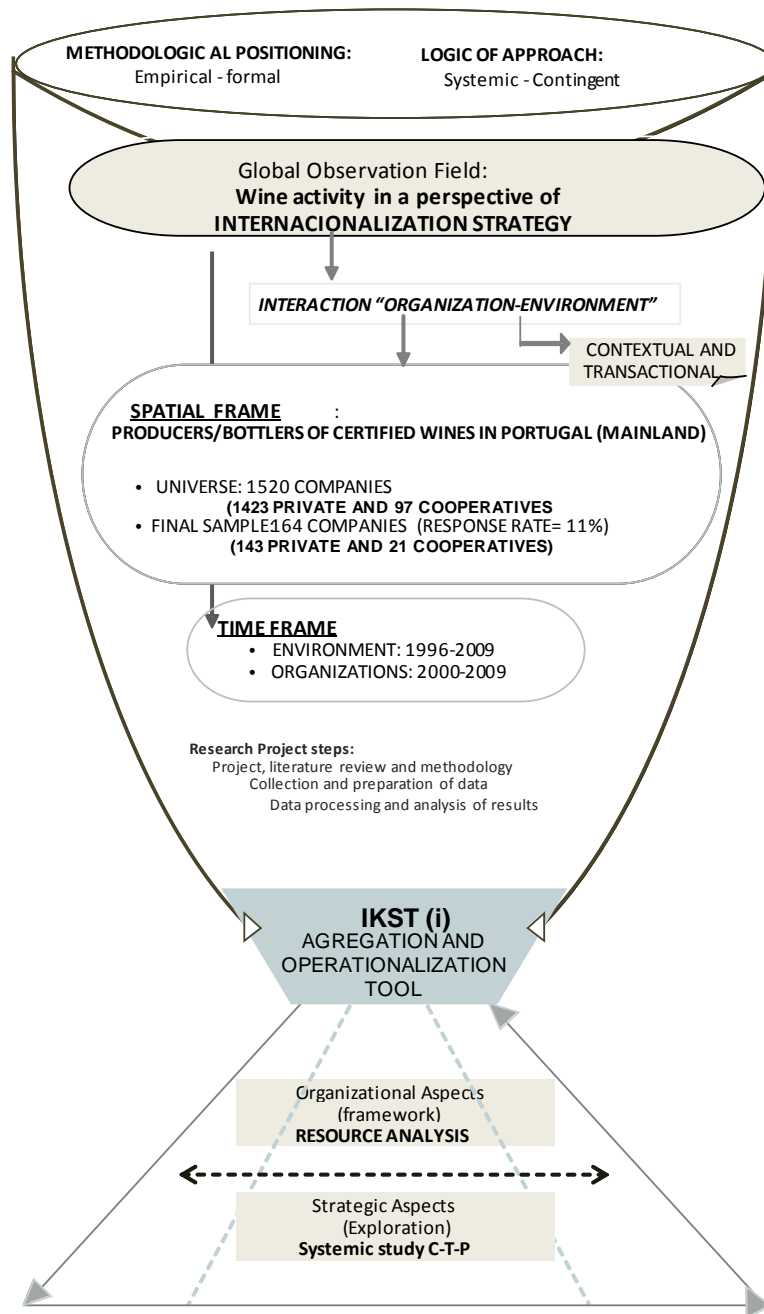 METHODOLOGIC AL POSITIONING:
Empirical - formal
LOGIC OF APPROACH:
Systemic - Contingent
Global Observation Field:
Wine activity in a perspective of
INTERNACIONALIZATION STRATEGY
INTERACTION “ORGANIZATION-ENVIRONMENT”
CONTEXTUAL AND
TRANSACTIONAL
SPATIAL FRAME :
PRODUCERS/BOTTLERS OF CERTIFIED WINES IN PORTUGAL (MAINLAND)
• UNIVERSE: 1520 COMPANIES
(1423 PRIVATE AND 97 COOPERATIVES
• FINAL SAMPLE:164 COMPANIES (RESPONSE RATE= 11%)
(143 PRIVATE AND 21 COOPERATIVES)
TIME FRAME
• ENVIRONMENT: 1996-2009
• ORGANIZATIONS: 2000-2009
Research Project steps:
Project, literature review and methodology
Collection and preparation of data
Data processing and analysis of results
IKST (i)
AGREGATION AND
OPERATIONALIZATION
TOOL
Organizational Aspects
(framework)
RESOURCE ANALYSIS
Strategic Aspects
(Exploration)
Systemic study C-T-P